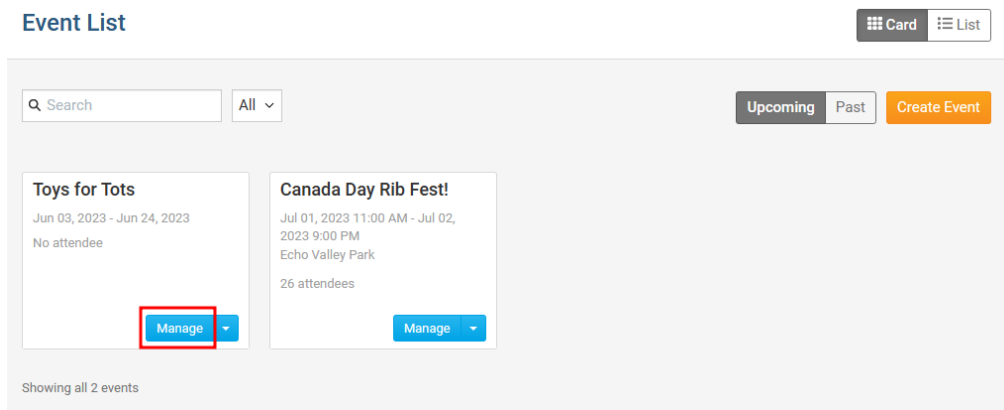 Event List
Card
List
Search
All
Upcoming
Past
Create Event
Toys for Tots
Jun 03, 2023 - Jun 24, 2023
No attendee
Manage
Canada Day Rib Fest!
Jul 01, 2023 11:00 AM - Jul 02,
2023 9:00 PM
Echo Valley Park
26 attendees
Manage
Showing all 2 events